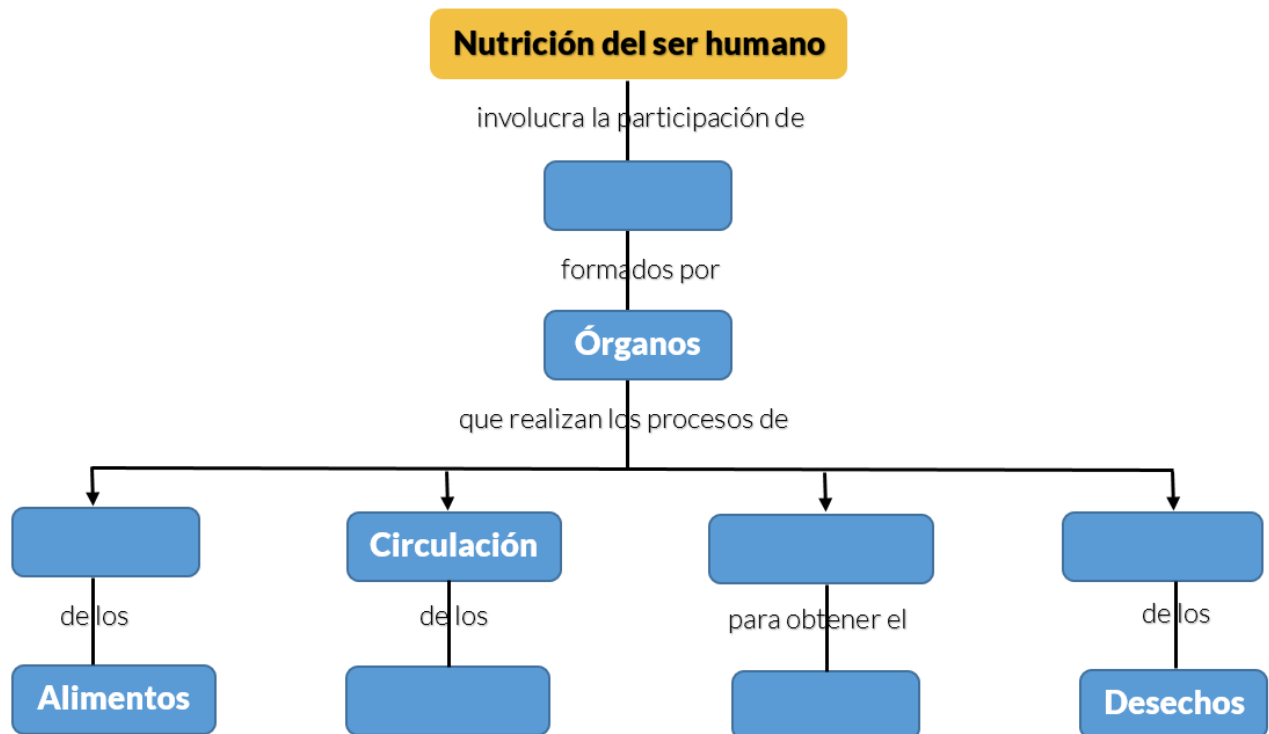 Nutrición del ser humano
involucra la participación de
formados por
Órganos
que realizan los procesos de
Circulación
de los
de los
para obtener el
de los
Alimentos
Desechos